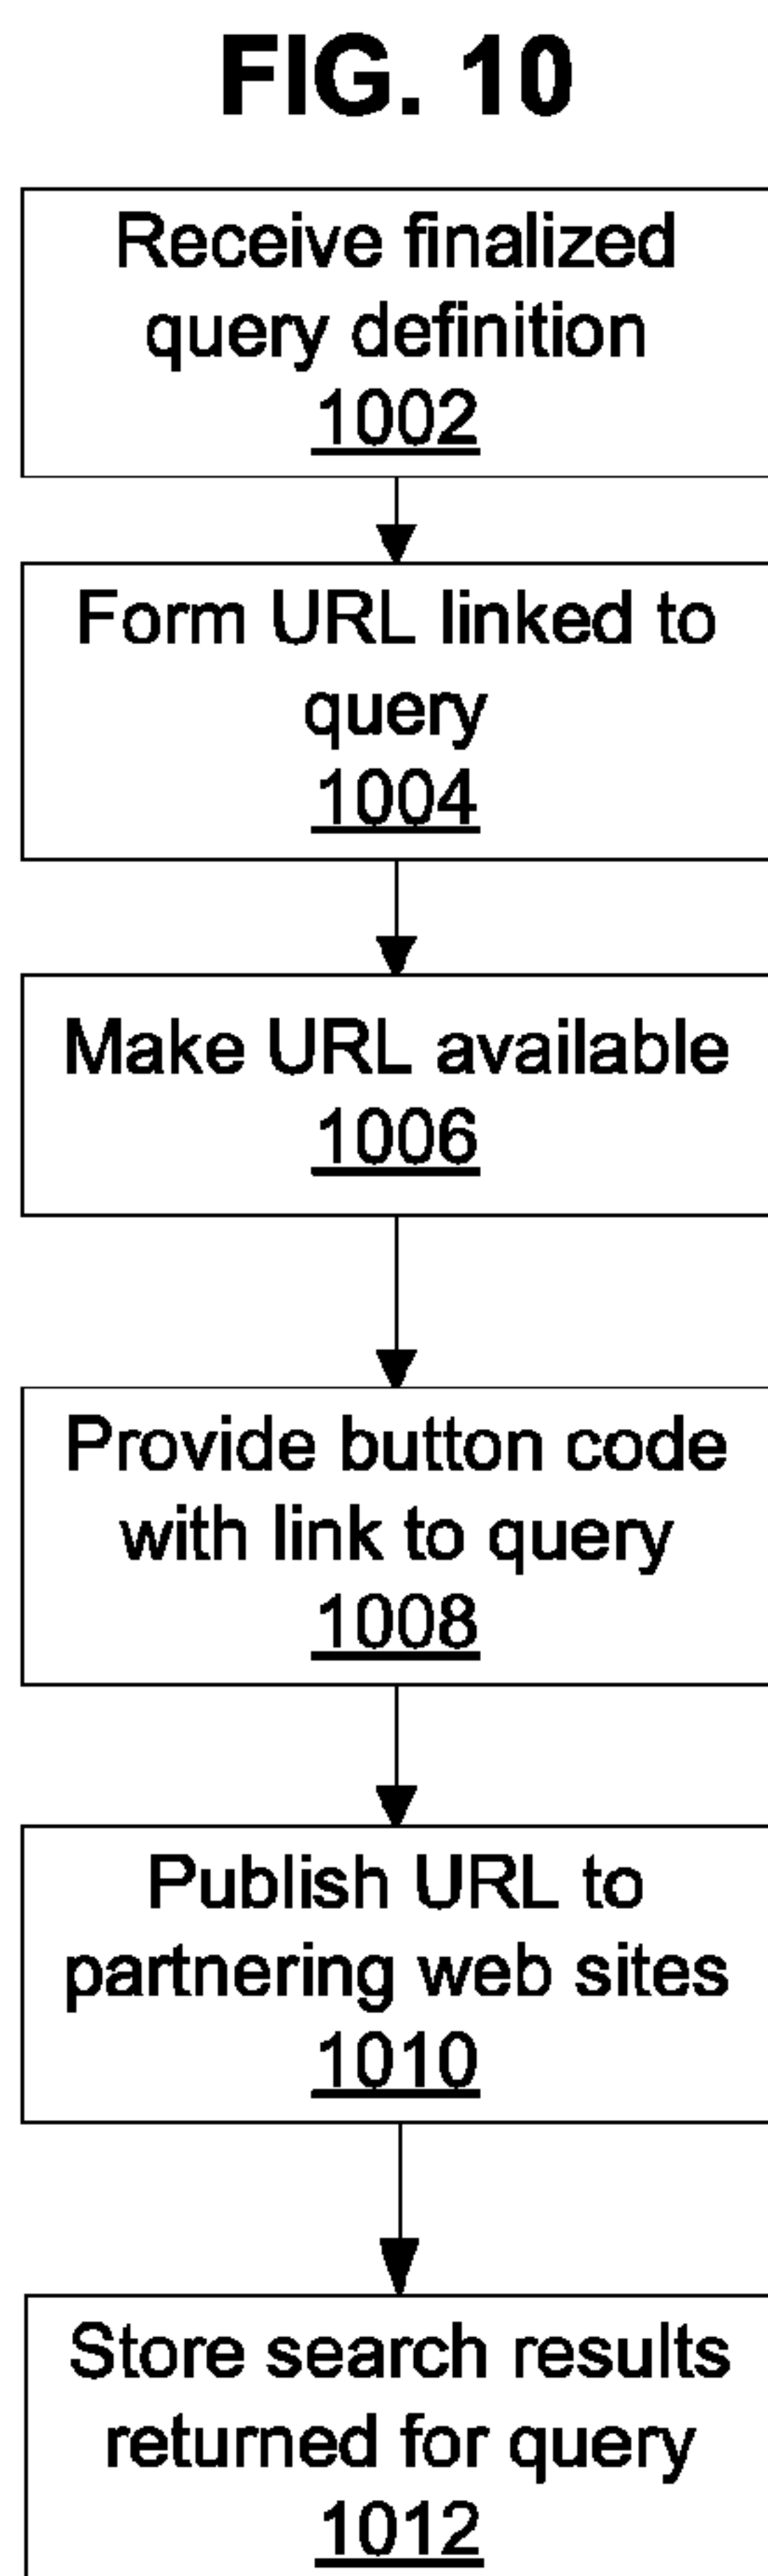 FIG. 10
Receive finalized
query definition
1002
Form URL linked to
query
1004
Make URL available
1006
Provide button code
with link to query
1008
Publish URL to
partnering web sites
1010
Store search results
returned for query
1012